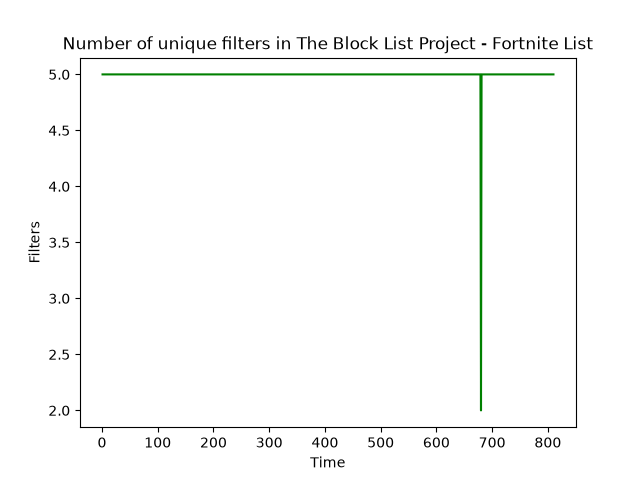 Number of unique filters in The Block List Project - Fortnite List
5.0
4.5
4.0
3.5
3.0
2.5
2.0
Filters
0 100 200 300 400 500 600 700 800
Time